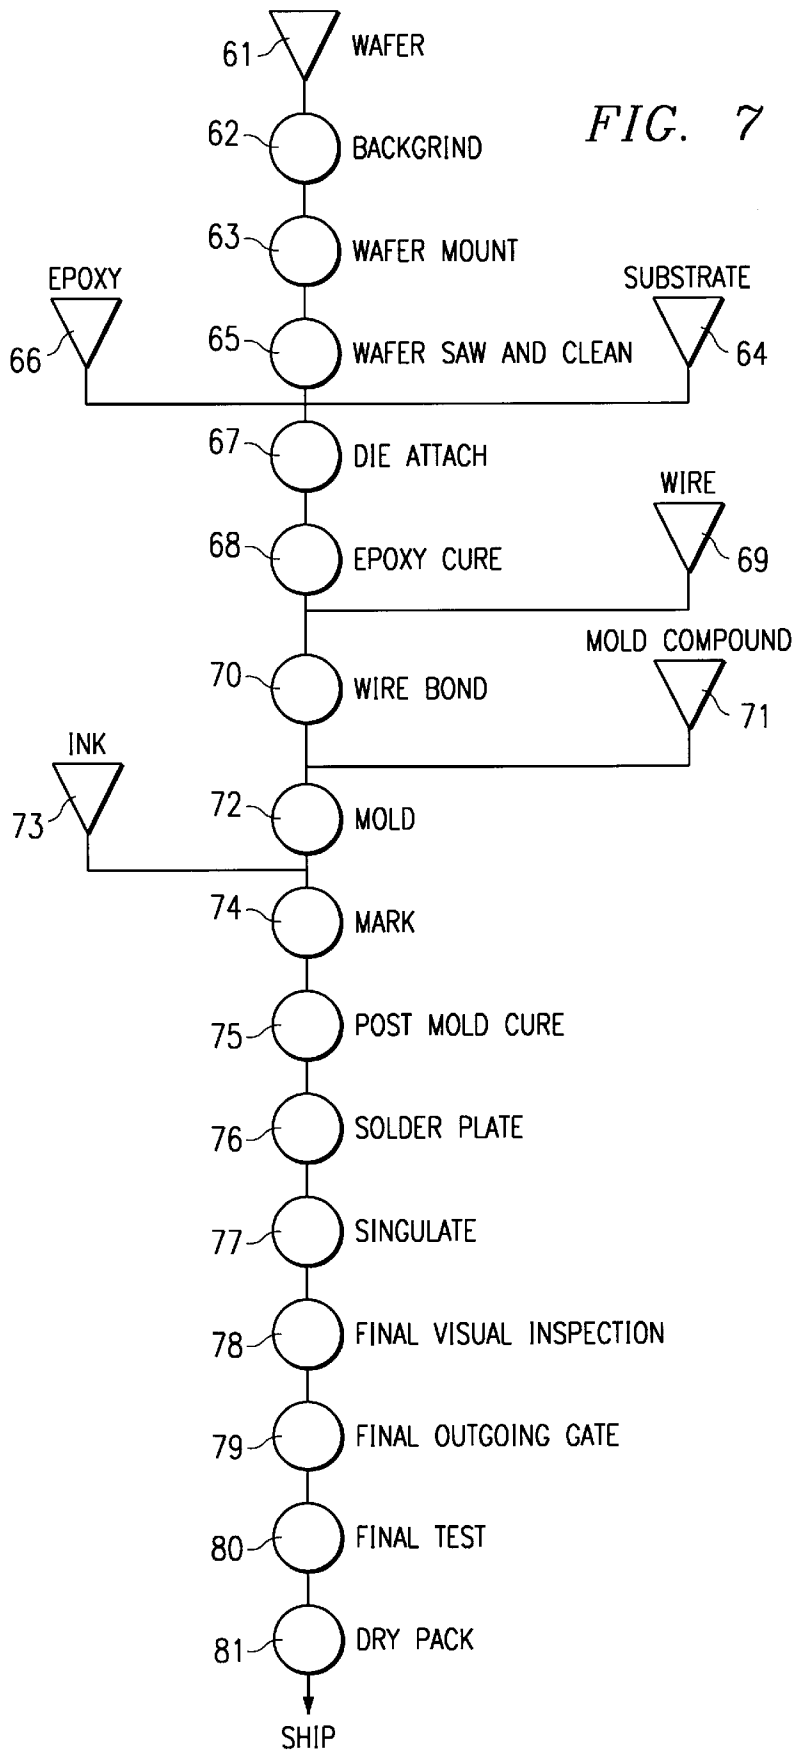 61 WAFER
FIG. 7
62 BACKGRIND
63 WAFER MOUNT
EPOXY
SUBSTRATE
66
65 WAFER SAW AND CLEAN
64
67 DIE ATTACH
WIRE
68 EPOXY CURE
69
MOLD COMPOUND
70 WIRE BOND
71
INK
73
72 MOLD
74 MARK
75 POST MOLD CURE
76 SOLDER PLATE
77 SINGULATE
78 FINAL VISUAL INSPECTION
79 FINAL OUTGOING GATE
80 FINAL TEST
81 DRY PACK
SHIP